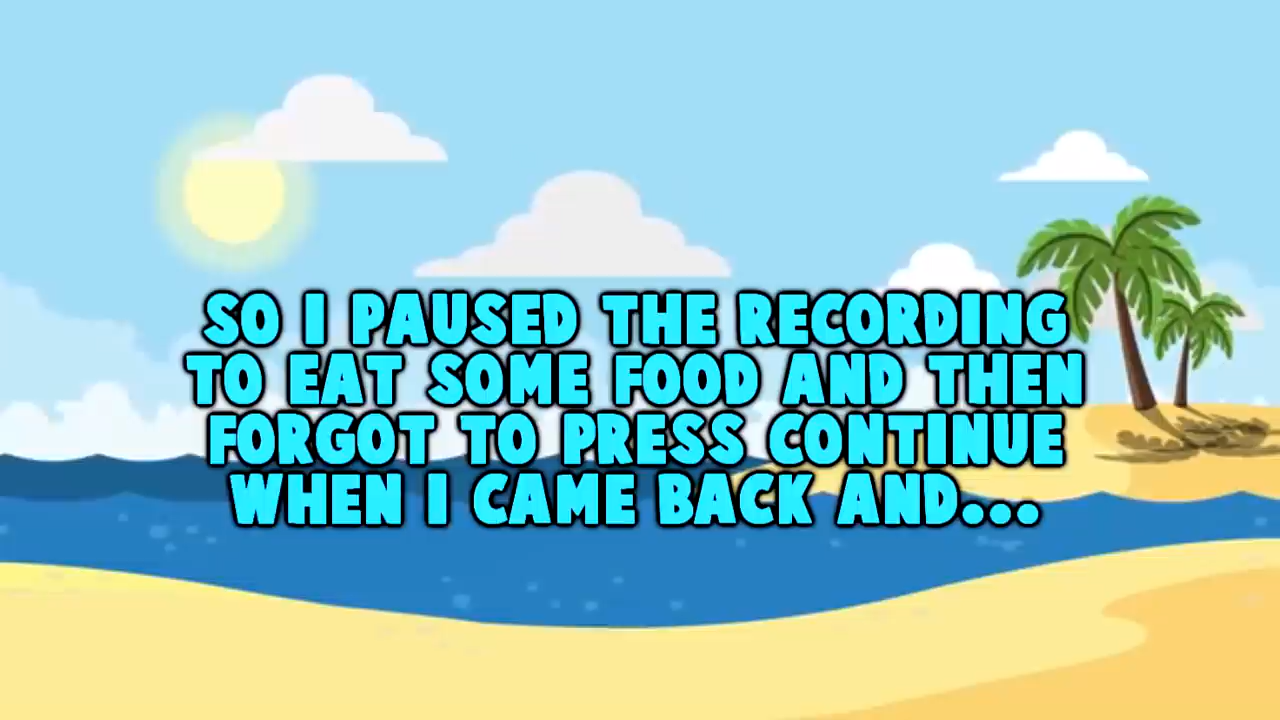 SO I PAUSED THE RECORDING
TO EAT SOME FOOD AND THEN
FORGOT TO PRESS CONTINUE
WHEN I CAME BACK AND...